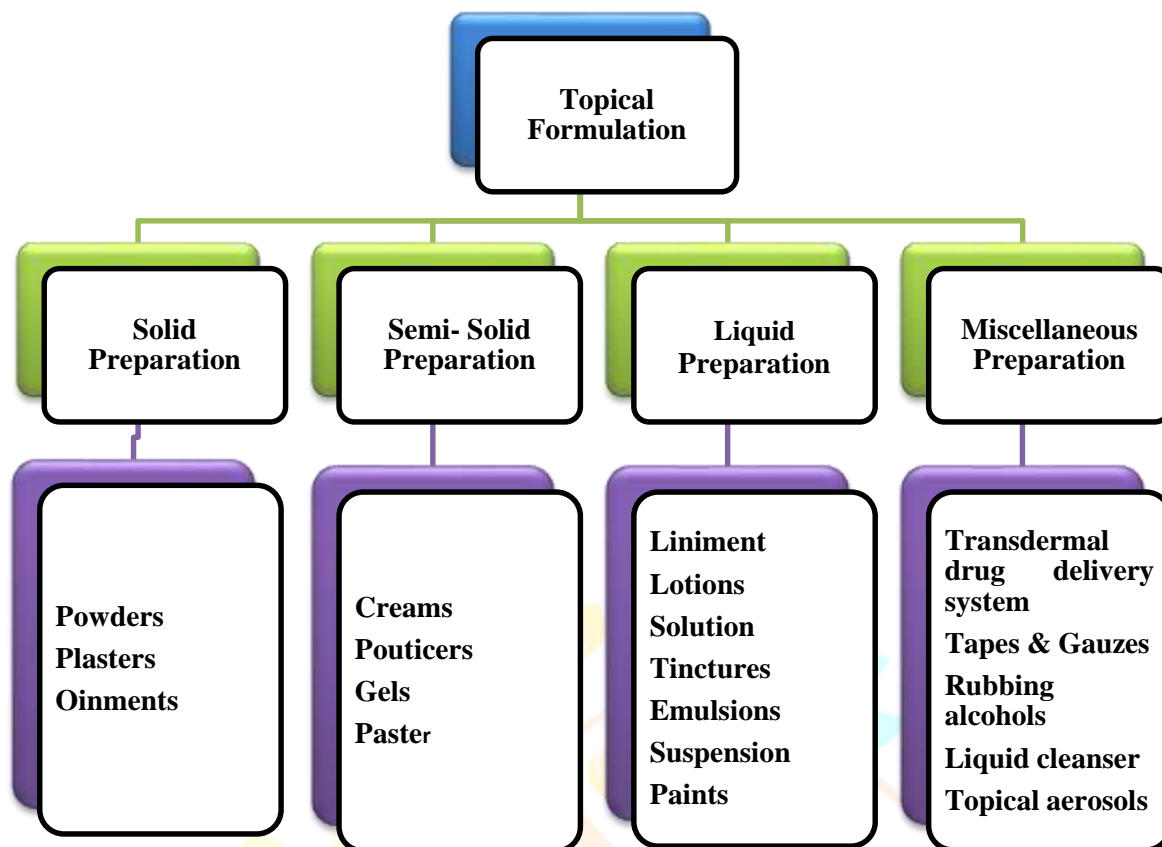 Topical
Formulation
Solid
Preparation
Semi- Solid
Preparation
Liquid
Preparation
Miscellaneous
Preparation
Powders
Plasters
Oinments
Creams
Pouticers
Gels
Paster
Liniment
Lotions
Solution
Tinctures
Emulsions
Suspension
Paints
Transdermal
drug delivery
system
Tapes & Gauzes
Rubbing
alcohols
Liquid cleanser
Topical aerosols